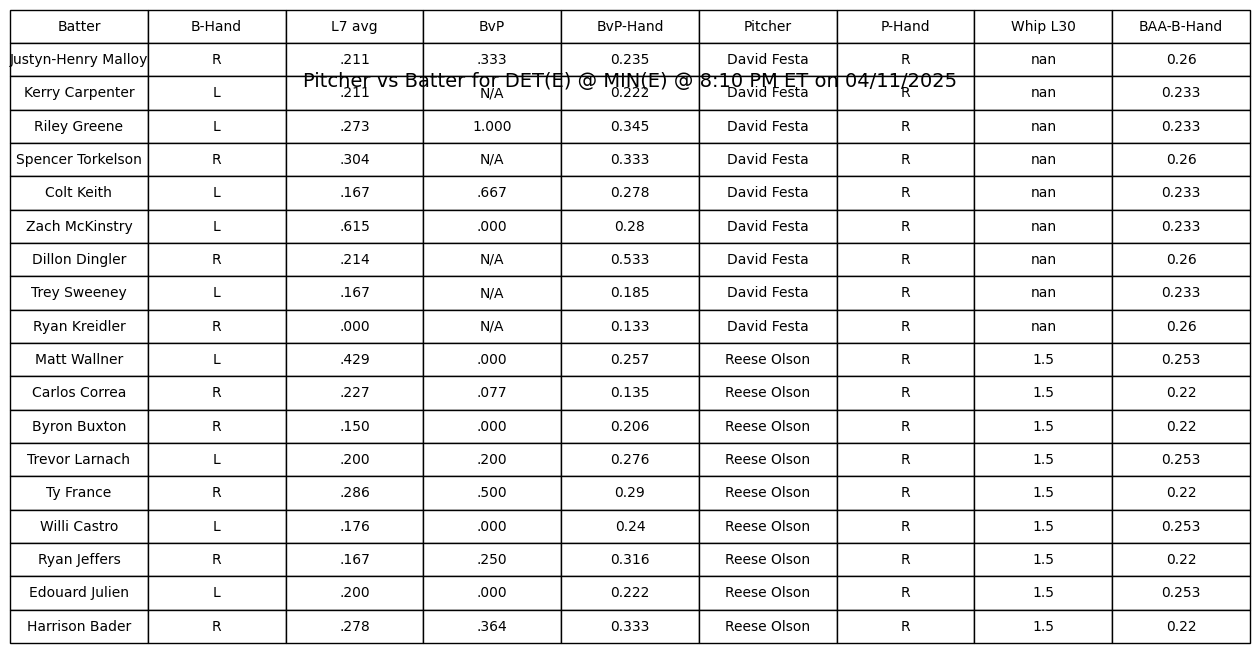 Batter B-Hand L7 avg BvP BvP-Hand Pitcher P-Hand Whip L30 BAA-B-Hand
Justyn-Henry Malloy R .211 .333 0.235 David Festa R nan 0.26
Pitcher vs Batter for DET(E) @ MIN(E) @ 8:10 PM ET on 04/11/2025
Kerry Carpenter L .211 N/A 0.222 David Festa R nan 0.233
Riley Greene L .273 1.000 0.345 David Festa R nan 0.233
Spencer Torkelson R .304 N/A 0.333 David Festa R nan 0.26
Colt Keith L .167 .667 0.278 David Festa R nan 0.233
Zach McKinstry L .615 .000 0.28 David Festa R nan 0.233
Dillon Dingler R .214 N/A 0.533 David Festa R nan 0.26
Trey Sweeney L .167 N/A 0.185 David Festa R nan 0.233
Ryan Kreidler R .000 N/A 0.133 David Festa R nan 0.26
Matt Wallner L .429 .000 0.257 Reese Olson R 1.5 0.253
Carlos Correa R .227 .077 0.135 Reese Olson R 1.5 0.22
Byron Buxton R .150 .000 0.206 Reese Olson R 1.5 0.22
Trevor Larnach L .200 .200 0.276 Reese Olson R 1.5 0.253
Ty France R .286 .500 0.29 Reese Olson R 1.5 0.22
Willi Castro L .176 .000 0.24 Reese Olson R 1.5 0.253
Ryan Jeffers R .167 .250 0.316 Reese Olson R 1.5 0.22
Edouard Julien L .200 .000 0.222 Reese Olson R 1.5 0.253
Harrison Bader R .278 .364 0.333 Reese Olson R 1.5 0.22